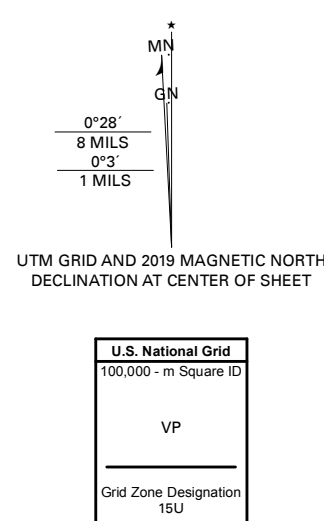 ★
MN
GN
0°28´
8 MILS
0°3´
1 MILS
UTM GRID AND 2019 MAGNETIC NORTH
DECLINATION AT CENTER OF SHEET
U.S. National Grid
100,000 - m Square ID
VP
Grid Zone Designation
15U